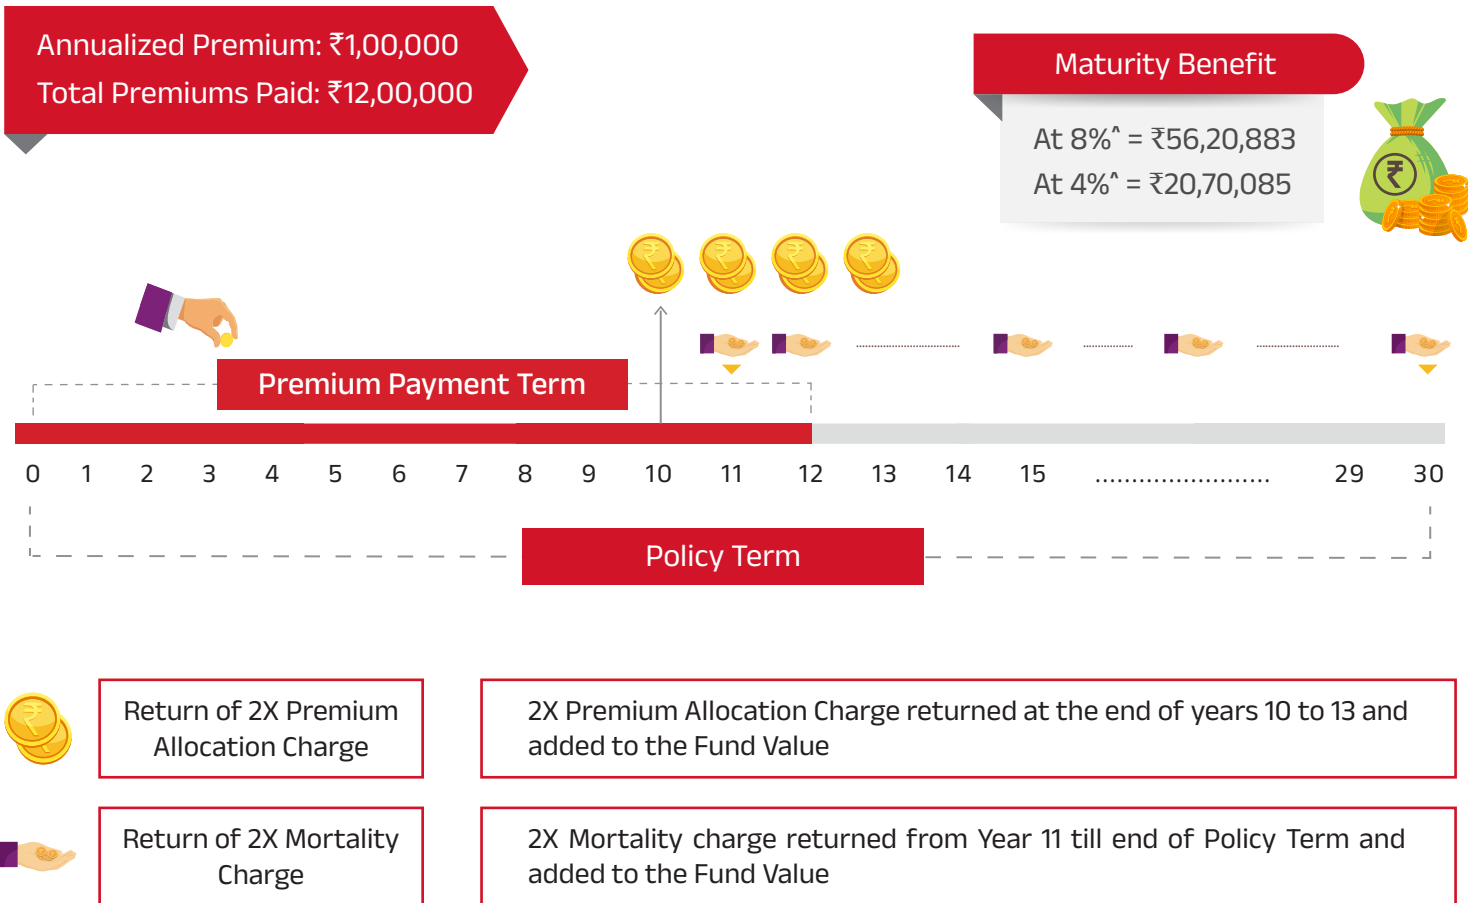 Annualized Premium: ₹1,00,000
Total Premiums Paid: ₹12,00,000
Maturity Benefit
At 8%^ = ₹56,20,883
At 4%^ = ₹20,70,085
₹
₹ ₹ ₹ ₹
Premium Payment Term
0 1 2 3 4 5 6 7 8 9 10 11 12 13 14 15 ........................ 29 30
Policy Term
₹
Return of 2X Premium
Allocation Charge
2X Premium Allocation Charge returned at the end of years 10 to 13 and
added to the Fund Value
Return of 2X Mortality
Charge
2X Mortality charge returned from Year 11 till end of Policy Term and
added to the Fund Value